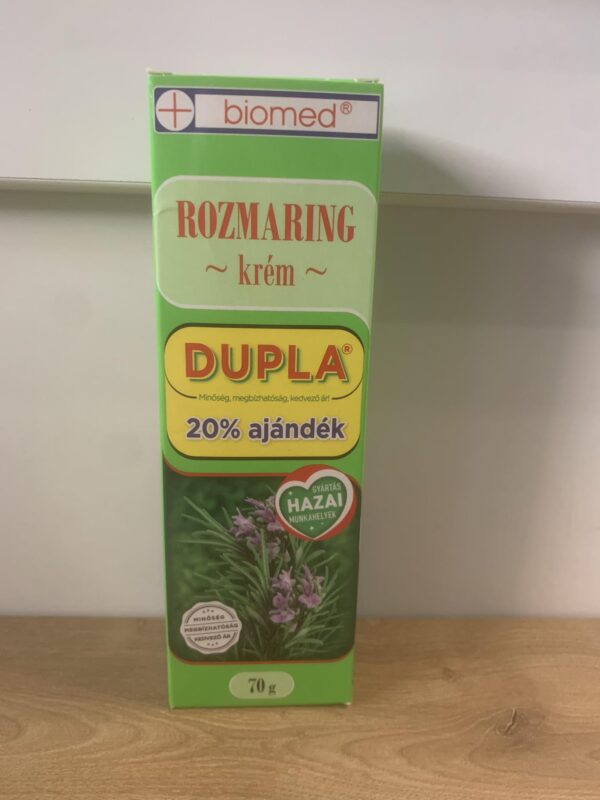 biomed®
ROZMARING
~ krém ~
DUPLA®
Minőség, megbízhatóság, kedvező ár!
20% ajándék
GYÁRTÁS
HAZAI
MUNKAHELYEK
MINŐSÉG
MEGBÍZHATÓSÁG
KEDVEZŐ ÁR
70 g